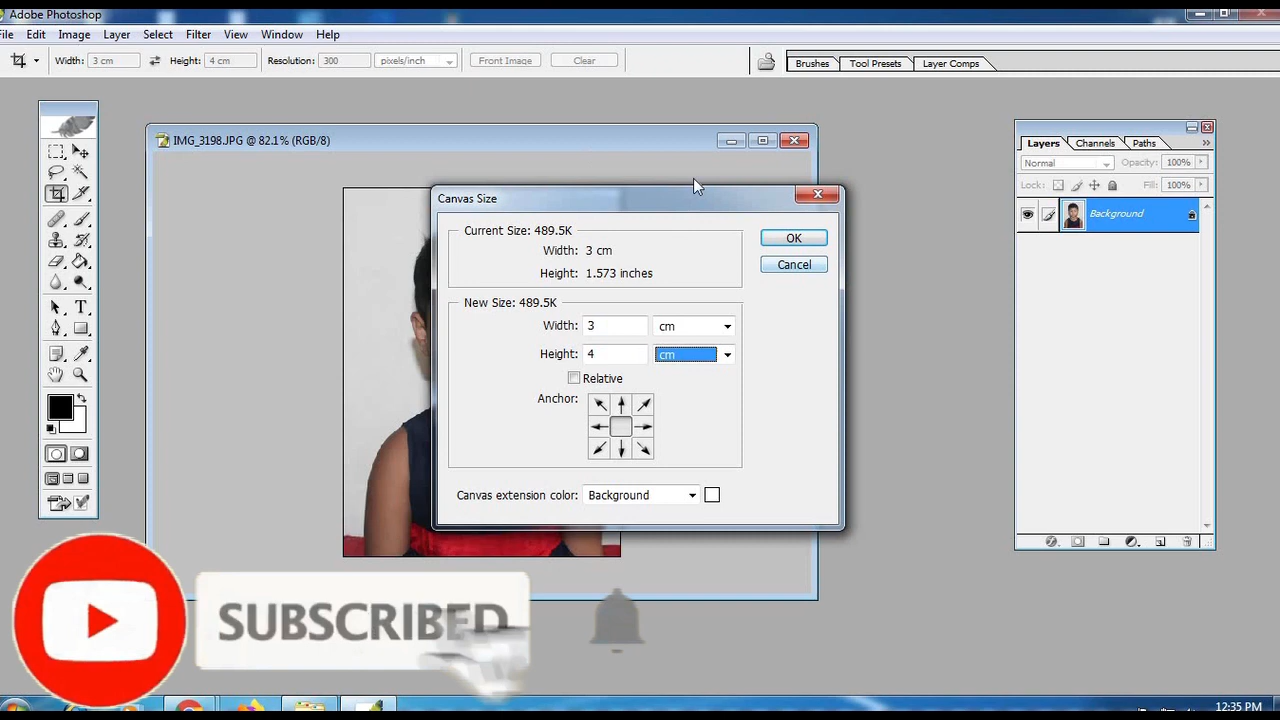 Adobe Photoshop
File Edit Image Layer Select Filter View Window Help
Width: 3 cm Height: 4 cm Resolution: 300 pixels/inch Front Image Clear Brushes Tool Presets Layer Comps
IMG_3198.JPG @ 82.1% (RGB/8)
Layers Channels Paths
Normal Opacity: 100%
Lock: Fill: 100%
Background
Canvas Size
Current Size: 489.5K
Width: 3 cm
Height: 1.573 inches
OK
Cancel
New Size: 489.5K
Width: 3 cm
Height: 4 cm
Relative
Anchor:
Canvas extension color: Background
T
SUBSCRIBED
12:35 PM